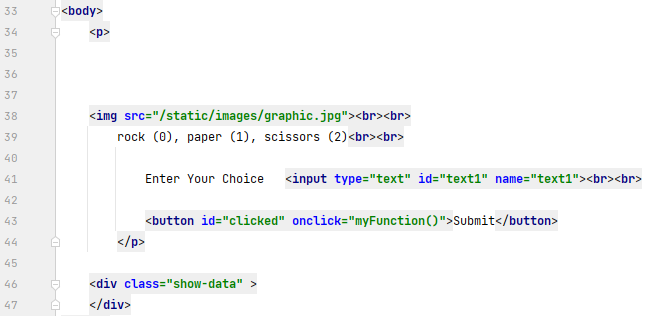 33 <body>
34 <p>
35
36
37
38 <img src="/static/images/graphic.jpg"><br><br>
39 rock (0), paper (1), scissors (2)<br><br>
40
41 Enter Your Choice <input type="text" id="text1" name="text1"><br><br>
42
43 <button id="clicked" onclick="myFunction()">Submit</button>
44 </p>
45
46 <div class="show-data" >
47 </div>